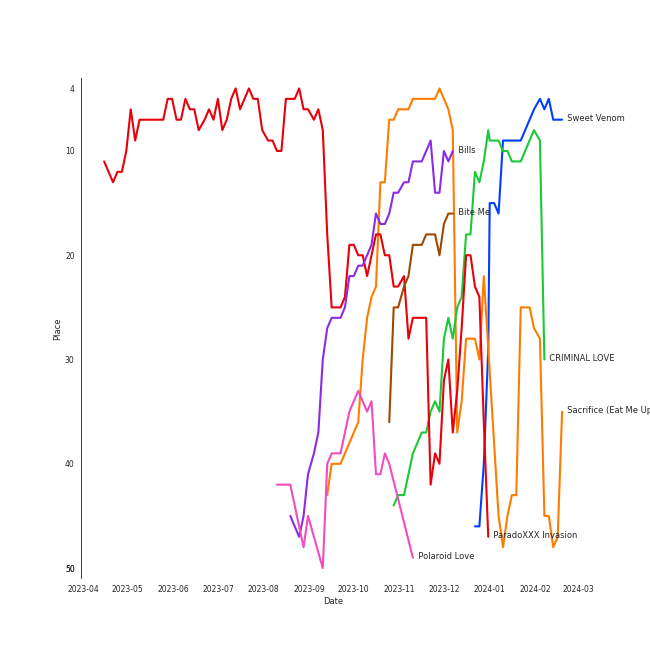 4
Sweet Venom
10
Bills
Bite Me
20
Place
30
CRIMINAL LOVE
Sacrifice (Eat Me Up
40
ParadoXXX Invasion
Polaroid Love
50
2023-04 2023-05 2023-06 2023-07 2023-08 2023-09 2023-10 2023-11 2023-12 2024-01 2024-02 2024-03
Date